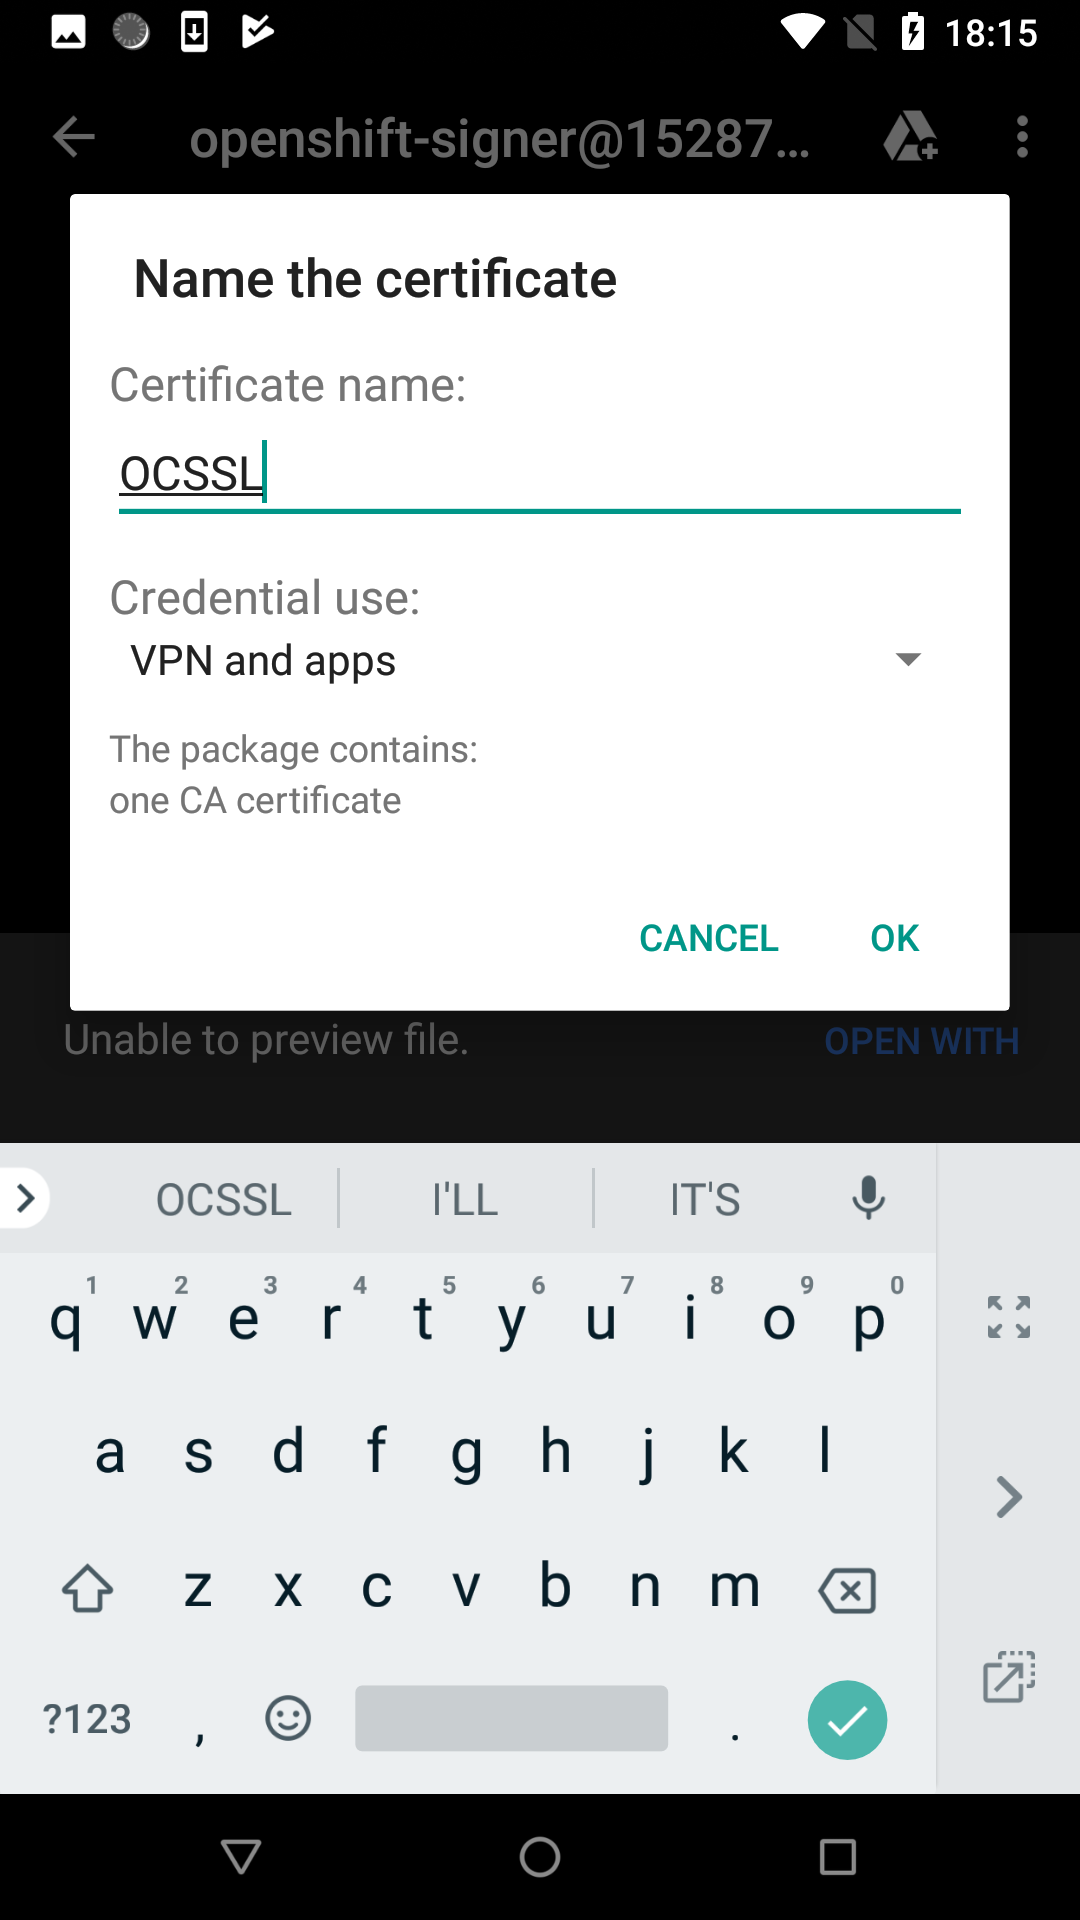 18:15
openshift-signer@15287...
Name the certificate
Certificate name:
OCSSL
Credential use:
VPN and apps
The package contains:
one CA certificate
CANCEL OK
Unable to preview file. OPEN WITH
OCSSL I'LL IT'S
1 2 3 4 5 6 7 8 9 0
q w e r t y u i o p
a s d f g h j k l
z x c v b n m
?123 , .